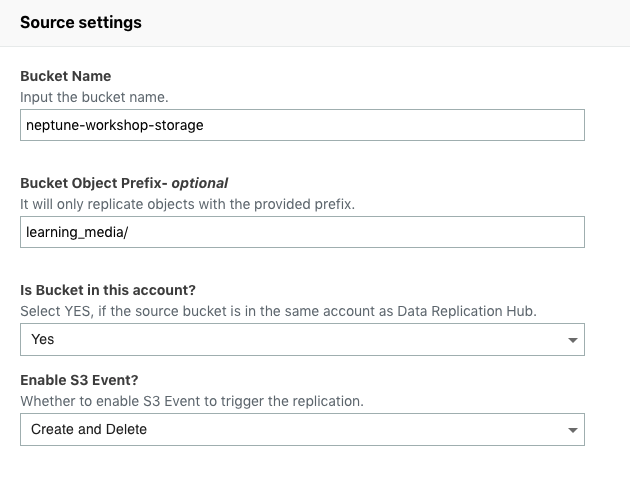 Source settings
Bucket Name
Input the bucket name.
neptune-workshop-storage
Bucket Object Prefix- optional
It will only replicate objects with the provided prefix.
learning_media/
Is Bucket in this account?
Select YES, if the source bucket is in the same account as Data Replication Hub.
Yes
Enable S3 Event?
Whether to enable S3 Event to trigger the replication.
Create and Delete